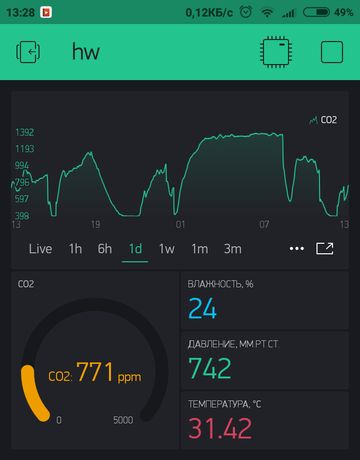 13:28 0,12КБ/с 49%
hw
CO2
1392
1193
994
795
597
398
13 19 01 07 13
Live 1h 6h 1d 1w 1m 3m
CO2
CO2: 771 ppm
0 5000
ВЛАЖНОСТЬ, %
24
ДАВЛЕНИЕ, ММ.РТ.СТ.
742
ТЕМПЕРАТУРА, °C
31.42